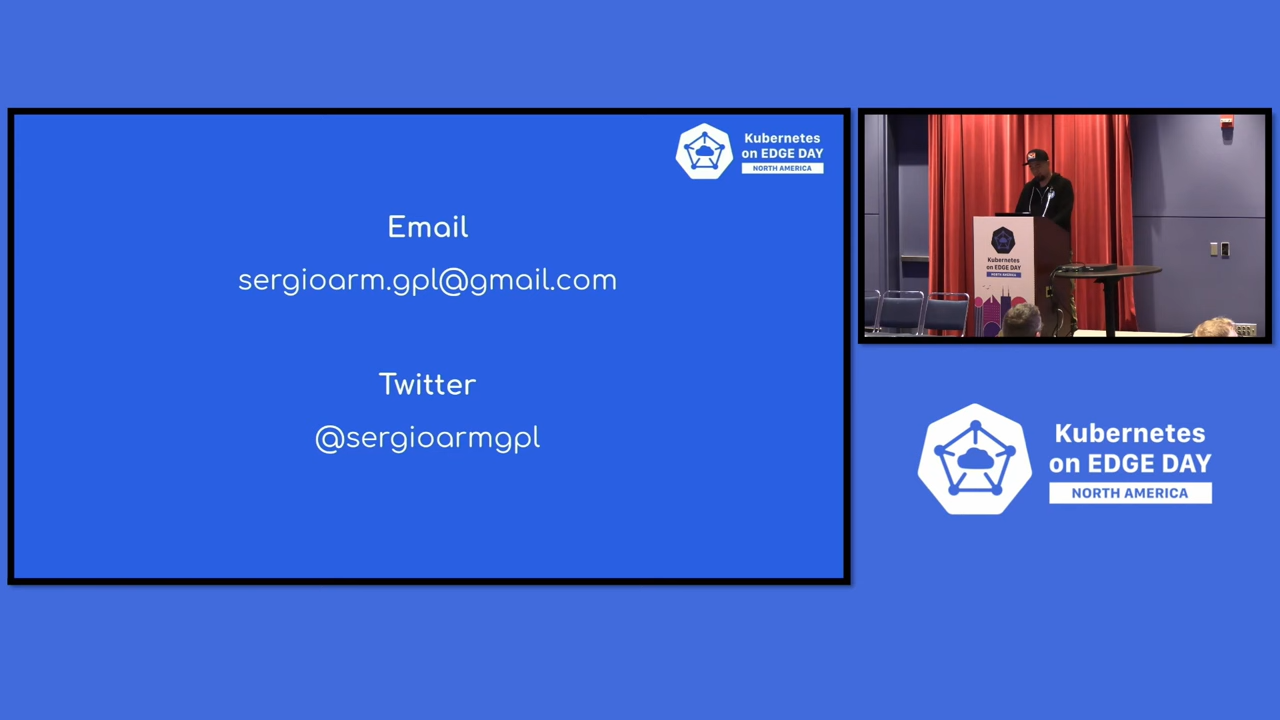 Kubernetes
on EDGE DAY
NORTH AMERICA
Email
sergioarm.gpl@gmail.com
Twitter
@sergioarmgpl
Kubernetes
on EDGE DAY
NORTH AMERICA
Kubernetes
on EDGE DAY
NORTH AMERICA